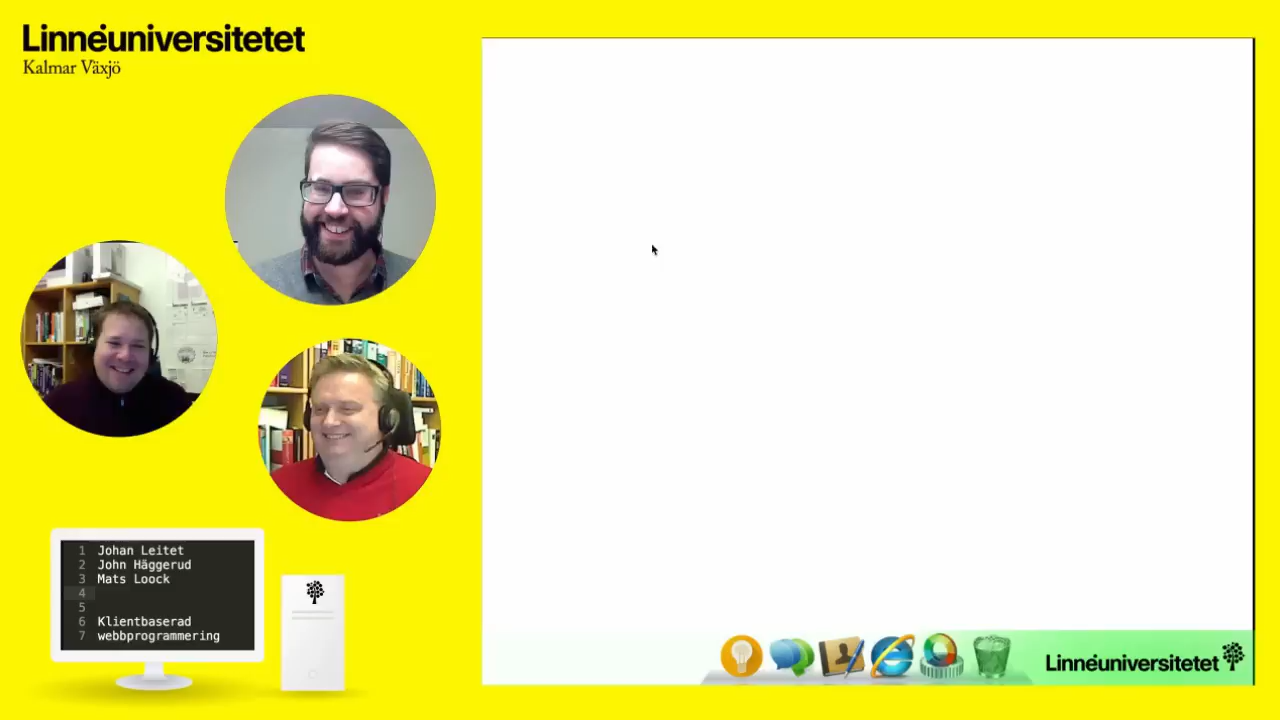 Linnéuniversitetet
Kalmar Växjö
1 Johan Leitet
2 John Häggerud
3 Mats Loock
4
5
6 Klientbaserad
7 webbprogrammering
Linnéuniversitetet